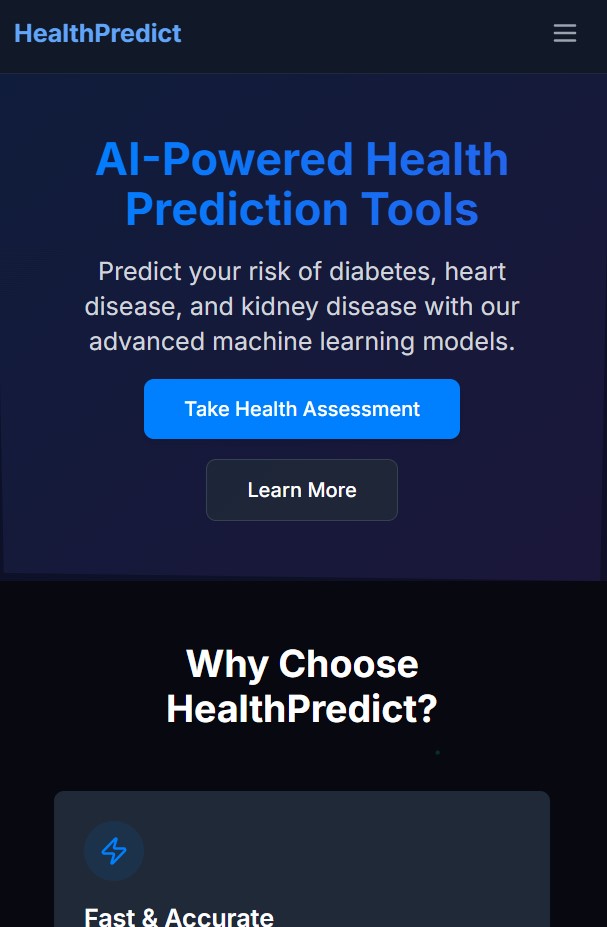 HealthPredict
AI-Powered Health
Prediction Tools
Predict your risk of diabetes, heart
disease, and kidney disease with our
advanced machine learning models.
Take Health Assessment
Learn More
Why Choose
HealthPredict?
Fast & Accurate